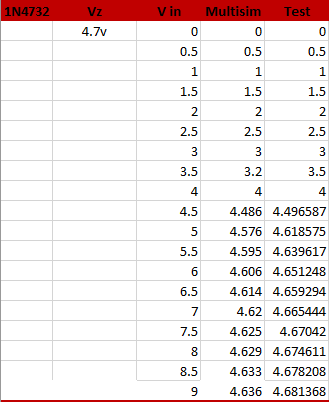 1N4732 Vz V in Multisim Test
4.7v 0 0 0
0.5 0.5 0.5
1 1 1
1.5 1.5 1.5
2 2 2
2.5 2.5 2.5
3 3 3
3.5 3.2 3.5
4 4 4
4.5 4.486 4.496587
5 4.576 4.618575
5.5 4.595 4.639617
6 4.606 4.651248
6.5 4.614 4.659294
7 4.62 4.665444
7.5 4.625 4.67042
8 4.629 4.674611
8.5 4.633 4.678208
9 4.636 4.681368